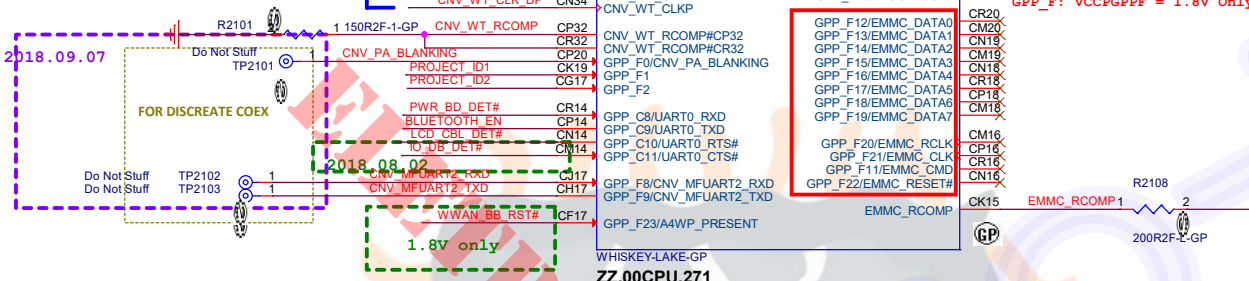 CNV_WT_CLK_DP CN34 CNV_WT_CLKP
GPP_F: VCCPGPPF = 1.8V only
R2101
2 1 150R2F-1-GP CNV_WT_RCOMP CP32 CNV_WT_RCOMP#CP32
CR32 CNV_WT_RCOMP#CR32
2018.09.07
Do Not Stuff
TP2101 1 CNV_PA_BLANKING CP20 GPP_F0/CNV_PA_BLANKING
PROJECT_ID1 CK19 GPP_F1
PROJECT_ID2 CG17 GPP_F2
FOR DISCREATE COEX
PWR_BD_DET# CR14 GPP_C8/UART0_RXD
BLUETOOTH_EN CP14 GPP_C9/UART0_TXD
LCD_CBL_DET# CN14 GPP_C10/UART0_RTS#
IO_DB_DET# CM14 GPP_C11/UART0_CTS#
2018.08.02
Do Not Stuff TP2102 1 CNV_MFUART2_RXD CJ17 GPP_F8/CNV_MFUART2_RXD
Do Not Stuff TP2103 1 CNV_MFUART2_TXD CH17 GPP_F9/CNV_MFUART2_TXD
WWAN_BB_RST# CF17 GPP_F23/A4WP_PRESENT
1.8V only
GPP_F12/EMMC_DATA0 CR20
GPP_F13/EMMC_DATA1 CM20
GPP_F14/EMMC_DATA2 CN19
GPP_F15/EMMC_DATA3 CM19
GPP_F16/EMMC_DATA4 CN18
GPP_F17/EMMC_DATA5 CR18
GPP_F18/EMMC_DATA6 CP18
GPP_F19/EMMC_DATA7 CM18
GPP_F20/EMMC_RCLK CM16
GPP_F21/EMMC_CLK CP16
GPP_F11/EMMC_CMD CR16
GPP_F22/EMMC_RESET# CN16
EMMC_RCOMP CK15 EMMC_RCOMP 1 2
R2108
200R2F-L-GP
GP
WHISKEY-LAKE-GP
ZZ.00CPU.271